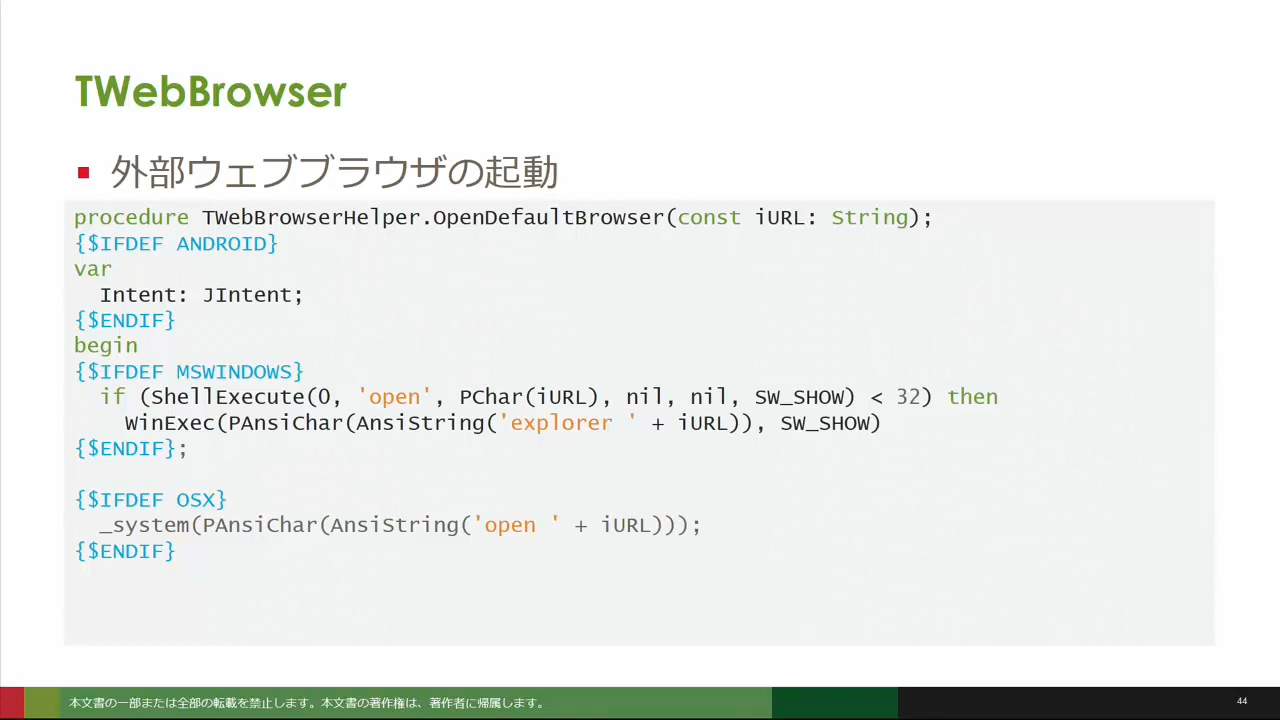 TWebBrowser
外部ウェブブラウザの起動
procedure TWebBrowserHelper.OpenDefaultBrowser(const iURL: String);
{$IFDEF ANDROID}
var
  Intent: JIntent;
{$ENDIF}
begin
{$IFDEF MSWINDOWS}
  if (ShellExecute(0, 'open', PChar(iURL), nil, nil, SW_SHOW) < 32) then
    WinExec(PAnsiChar(AnsiString('explorer ' + iURL)), SW_SHOW)
{$ENDIF};
{$IFDEF OSX}
  _system(PAnsiChar(AnsiString('open ' + iURL)));
{$ENDIF}
本文書の一部または全部の転載を禁止します。本文書の著作権は、著作者に帰属します。
44